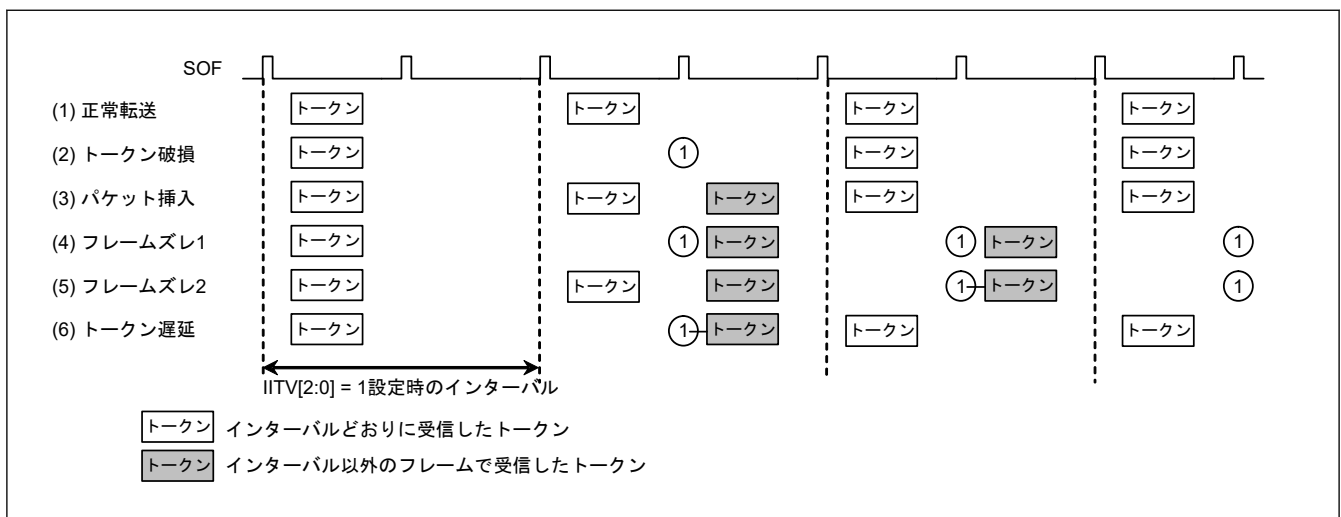 SOF
(1) 正常転送 トークン トークン トークン トークン
(2) トークン破損 トークン 1 トークン トークン
(3) パケット挿入 トークン トークン トークン トークン トークン
(4) フレームズレ1 トークン 1 トークン 1 トークン 1
(5) フレームズレ2 トークン トークン トークン 1 トークン 1
(6) トークン遅延 トークン 1 トークン トークン トークン
IITV[2:0] = 1設定時のインターバル
トークン インターバルどおりに受信したトークン
トークン インターバル以外のフレームで受信したトークン